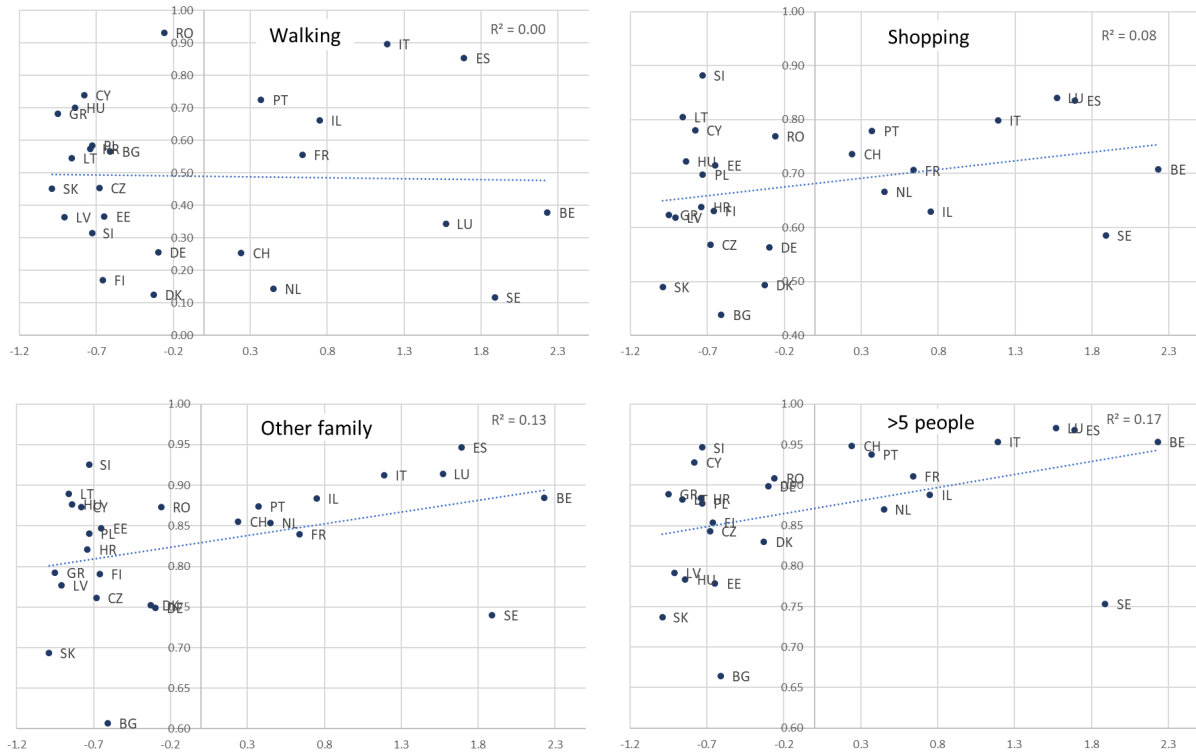 Walking
R² = 0.00
1.00
0.90
0.80
0.70
0.60
0.50
0.40
0.30
0.20
0.10
0.00
RO
IT
ES
CY
HU
GR
PT
IL
PL
HR
BG
LT
FR
SK
CZ
LV
EE
SI
BE
LU
DE
CH
FI
DK
NL
SE
-1.2 -0.7 -0.2 0.3 0.8 1.3 1.8 2.3
Shopping
R² = 0.08
1.00
0.90
0.80
0.70
0.60
0.50
0.40
SI
LT
CY
RO
PT
IT
LU
ES
HU
EE
PL
CH
FR
BE
NL
GR
LV
HR
FI
IL
CZ
DE
SE
SK
DK
BG
-1.2 -0.7 -0.2 0.3 0.8 1.3 1.8 2.3
Other family
R² = 0.13
1.00
0.95
0.90
0.85
0.80
0.75
0.70
0.65
0.60
SI
ES
IT
LU
LT
HU
CY
RO
PT
IL
BE
EE
PL
CH
NL
FR
HR
GR
FI
LV
CZ
DK
DE
SE
SK
BG
-1.2 -0.7 -0.2 0.3 0.8 1.3 1.8 2.3
>5 people
R² = 0.17
1.00
0.95
0.90
0.85
0.80
0.75
0.70
0.65
0.60
SI
CY
CH
PT
IT
LU
ES
BE
GR
LT
HR
PL
RO
DE
FR
IL
NL
FI
CZ
DK
LV
HU
EE
SE
SK
BG
-1.2 -0.7 -0.2 0.3 0.8 1.3 1.8 2.3